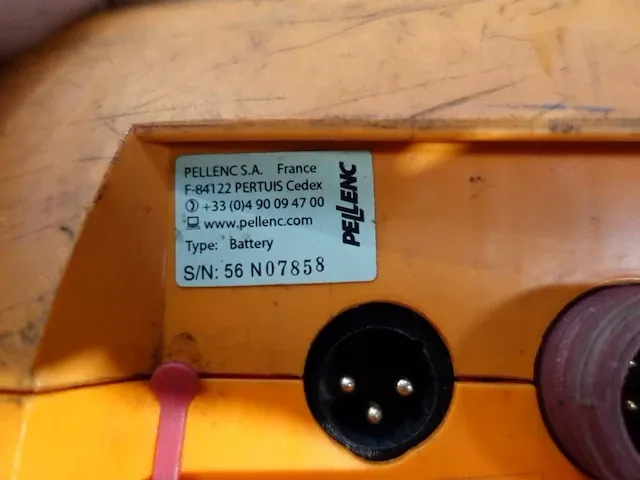 PELLENC S.A. France
F-84122 PERTUIS Cedex
+33 (0)4 90 09 47 00
www.pellenc.com
Type: Battery
S/N: 56 N07858
PELLENC